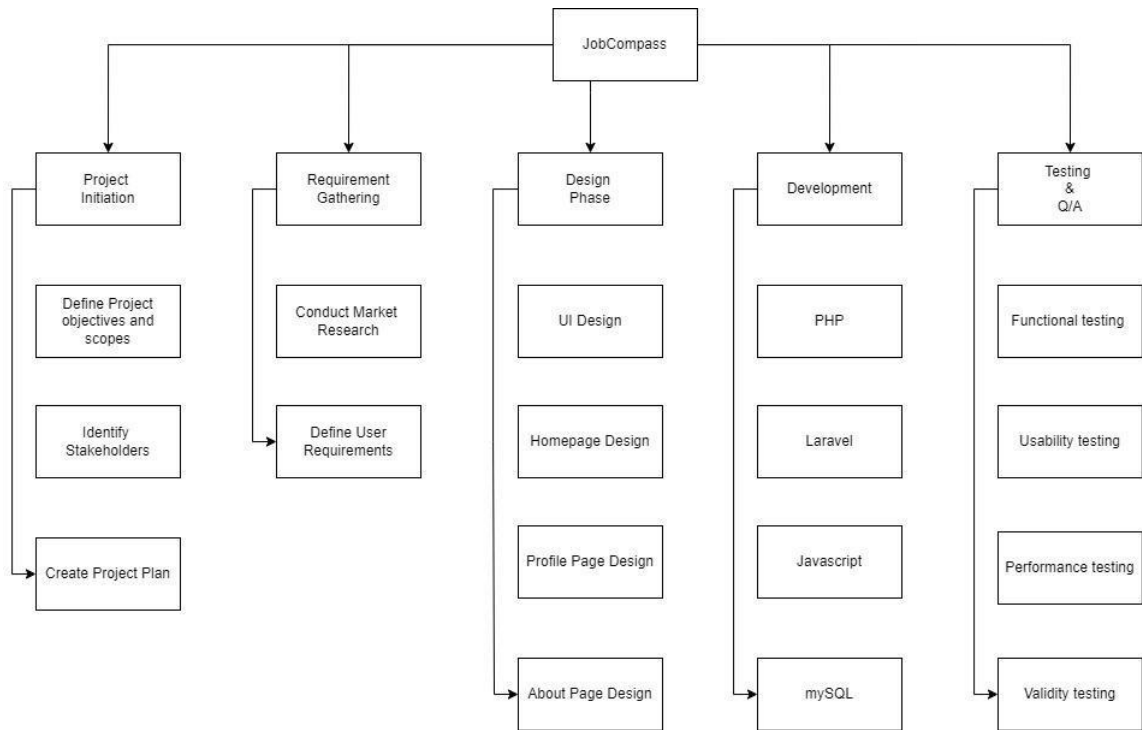 JobCompass
Project
Initiation
Requirement
Gathering
Design
Phase
Development
Testing
&
Q/A
Define Project
objectives and
scopes
Conduct Market
Research
UI Design
PHP
Functional testing
Identify
Stakeholders
Define User
Requirements
Homepage Design
Laravel
Usability testing
Create Project Plan
Profile Page Design
Javascript
Performance testing
About Page Design
mySQL
Validity testing